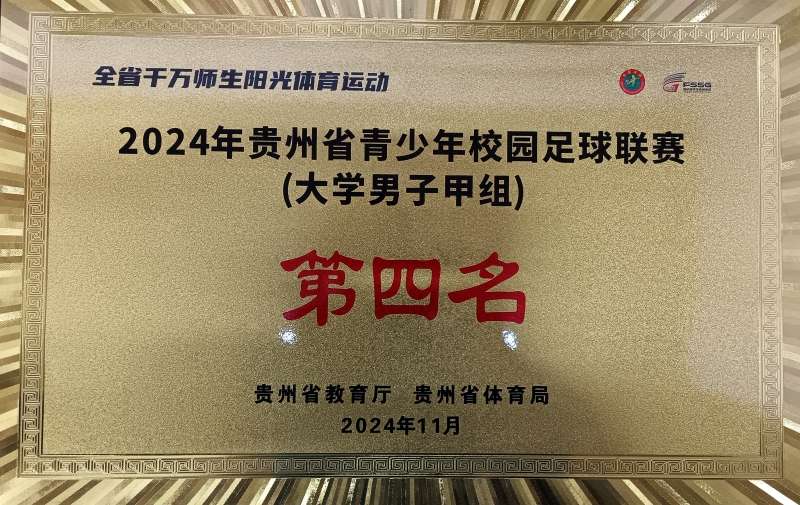 全省千万师生阳光体育运动
FSSG
2024年贵州省青少年校园足球联赛
(大学男子甲组)
第四名
贵州省教育厅 贵州省体育局
2024年11月